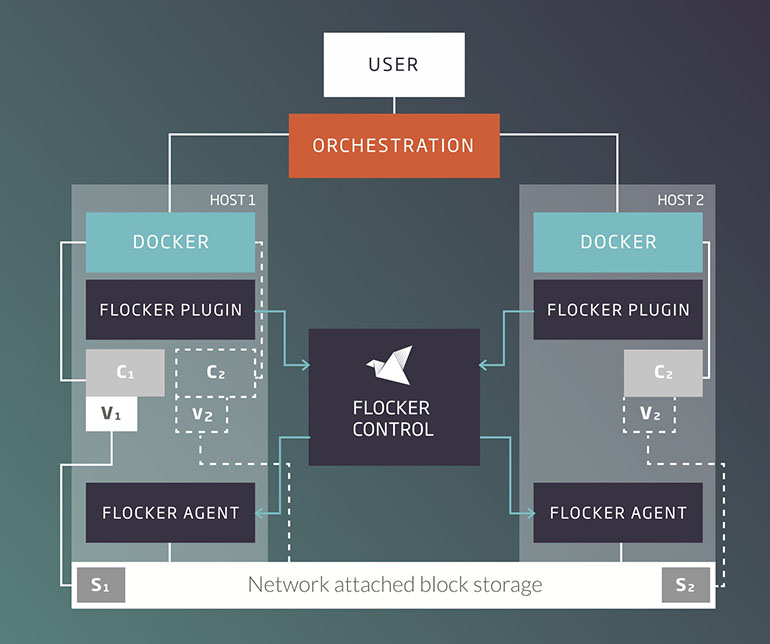 USER
ORCHESTRATION
HOST 1
HOST 2
DOCKER
DOCKER
FLOCKER PLUGIN
FLOCKER PLUGIN
C1
C2
C2
V1
V2
V2
FLOCKER
CONTROL
FLOCKER AGENT
FLOCKER AGENT
S1
Network attached block storage
S2